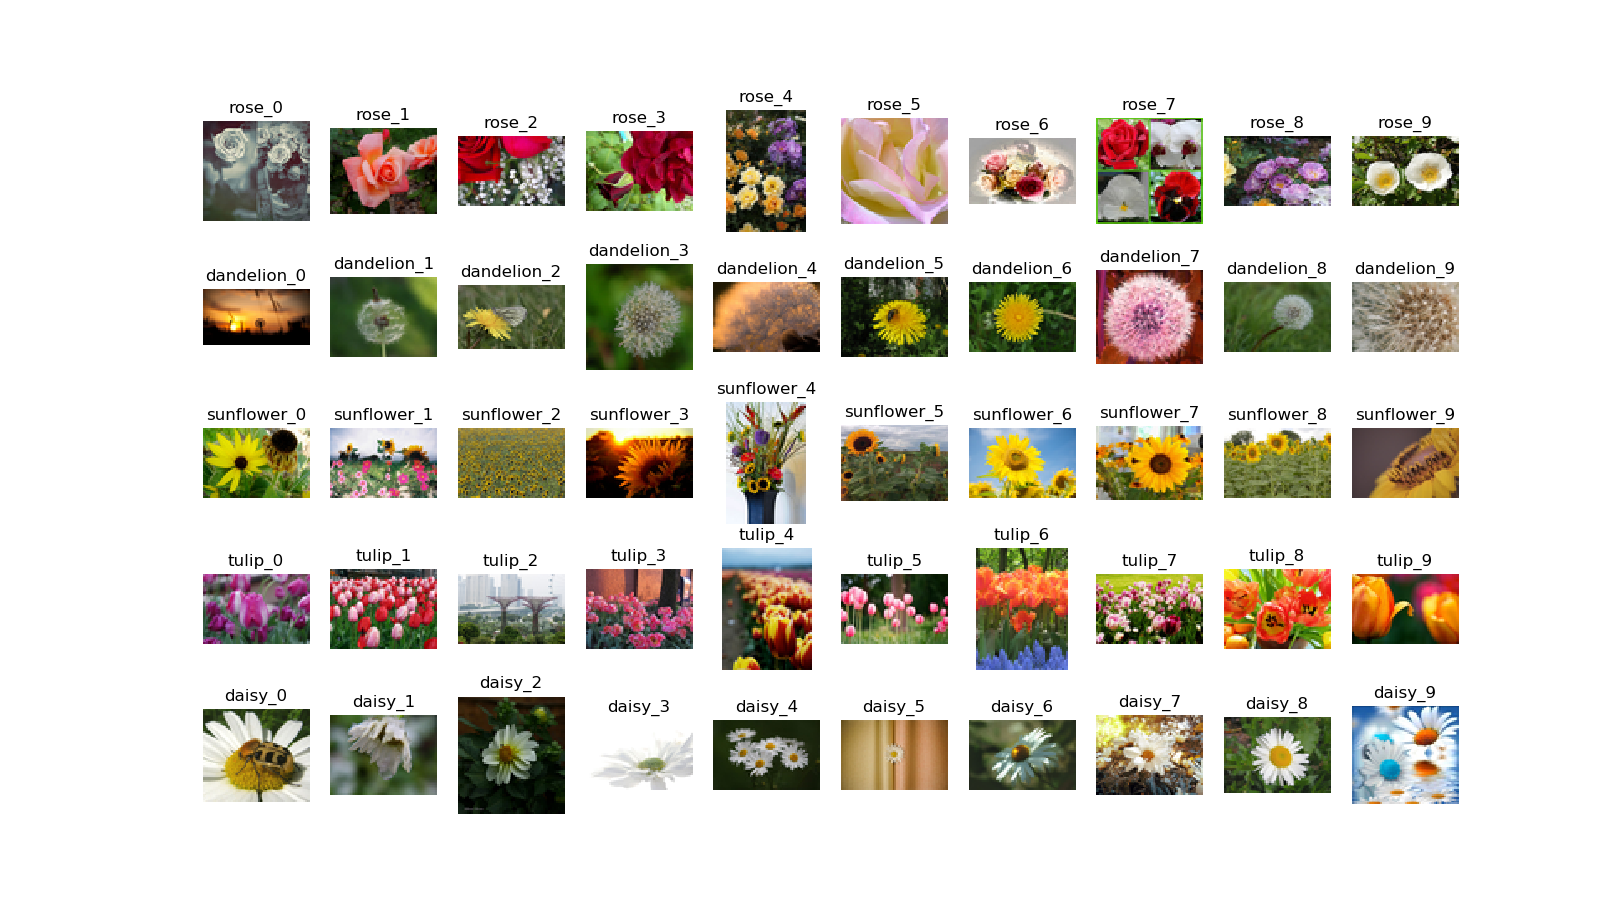 rose_0 rose_1 rose_2 rose_3 rose_4 rose_5 rose_6 rose_7 rose_8 rose_9
dandelion_0 dandelion_1 dandelion_2 dandelion_3 dandelion_4 dandelion_5 dandelion_6 dandelion_7 dandelion_8 dandelion_9
sunflower_0 sunflower_1 sunflower_2 sunflower_3 sunflower_4 sunflower_5 sunflower_6 sunflower_7 sunflower_8 sunflower_9
tulip_0 tulip_1 tulip_2 tulip_3 tulip_4 tulip_5 tulip_6 tulip_7 tulip_8 tulip_9
daisy_0 daisy_1 daisy_2 daisy_3 daisy_4 daisy_5 daisy_6 daisy_7 daisy_8 daisy_9